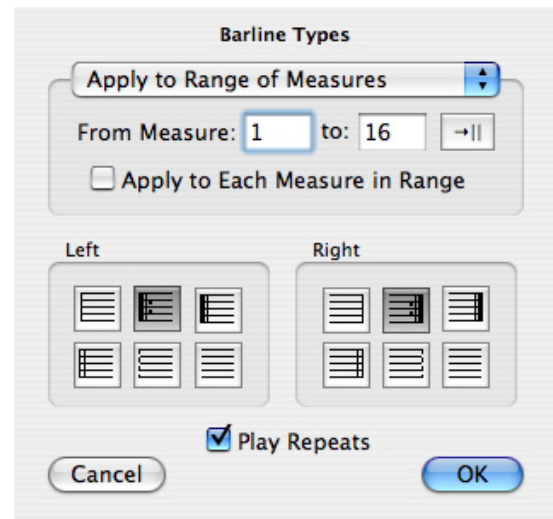 Barline Types
Apply to Range of Measures
From Measure: 1 to: 16
Apply to Each Measure in Range
Left Right
Play Repeats
Cancel OK